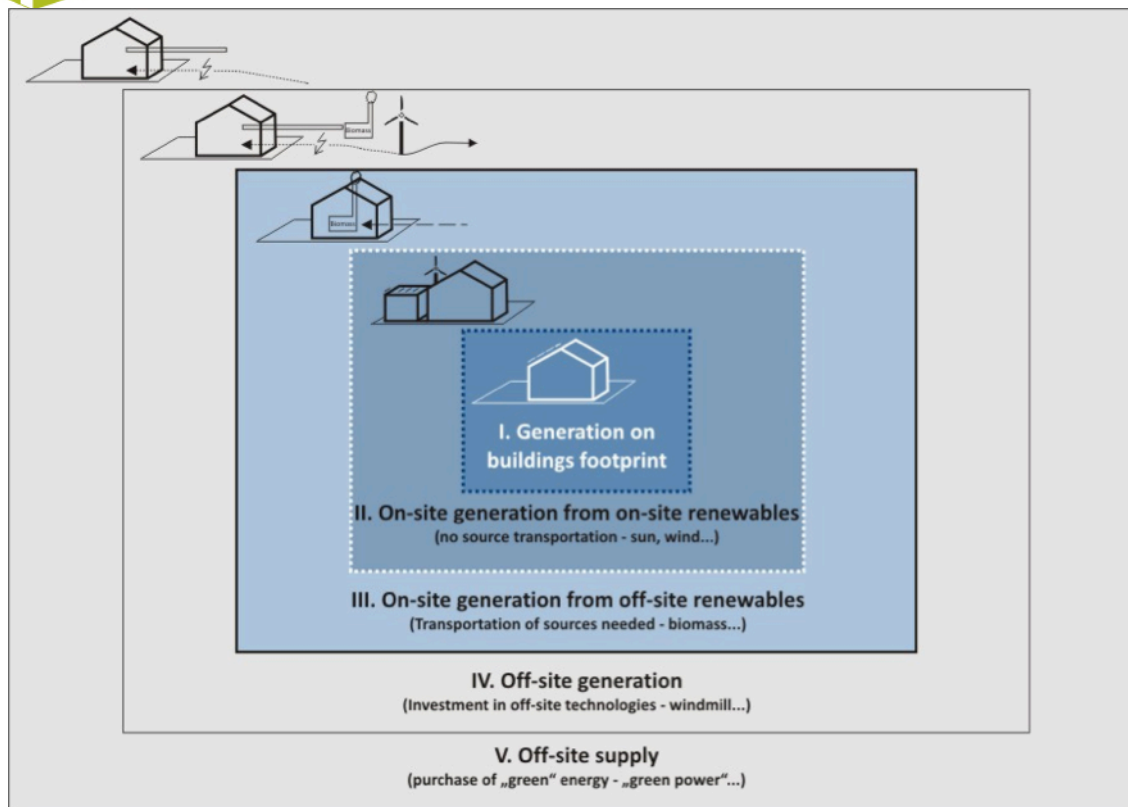 Biomass
Biomass
I. Generation on
buildings footprint
II. On-site generation from on-site renewables
(no source transportation - sun, wind...)
III. On-site generation from off-site renewables
(Transportation of sources needed - biomass...)
IV. Off-site generation
(Investment in off-site technologies - windmill...)
V. Off-site supply
(purchase of „green“ energy - „green power“...)